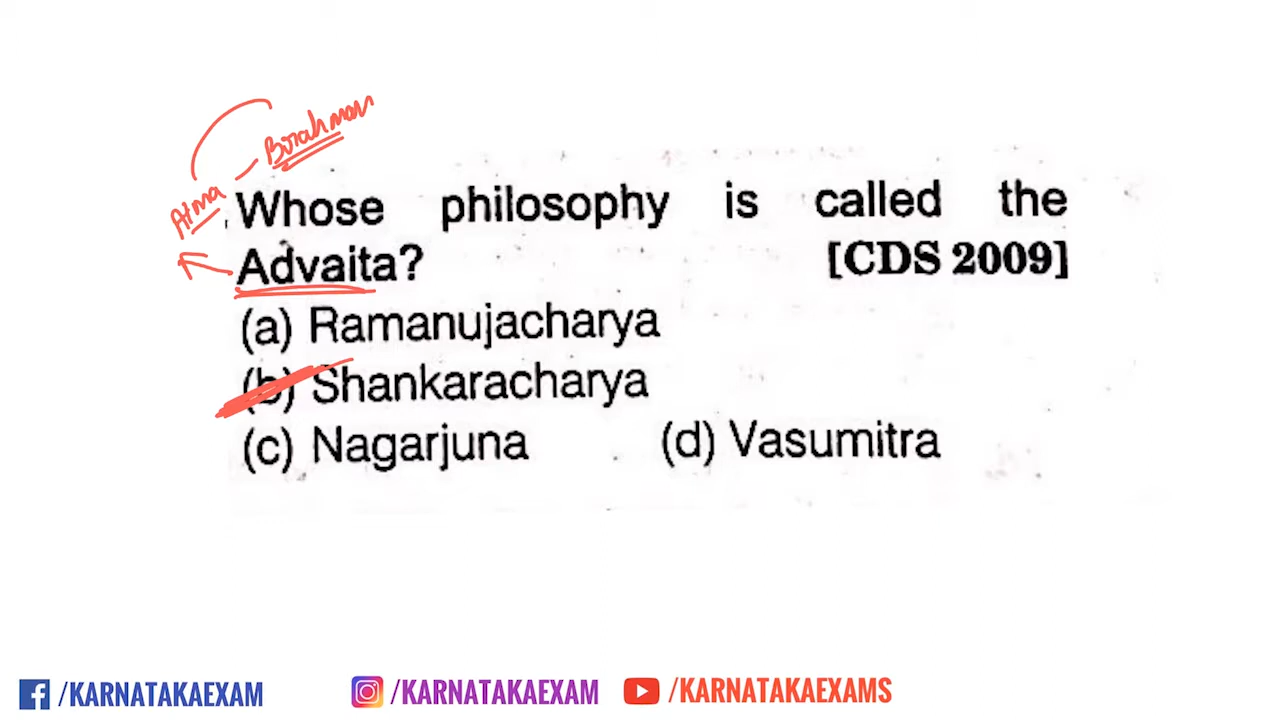 Brahman
Atma
Whose philosophy is called the
Advaita? [CDS 2009]
(a) Ramanujacharya
(b) Shankaracharya
(c) Nagarjuna (d) Vasumitra
/KARNATAKAEXAM /KARNATAKAEXAM /KARNATAKAEXAMS